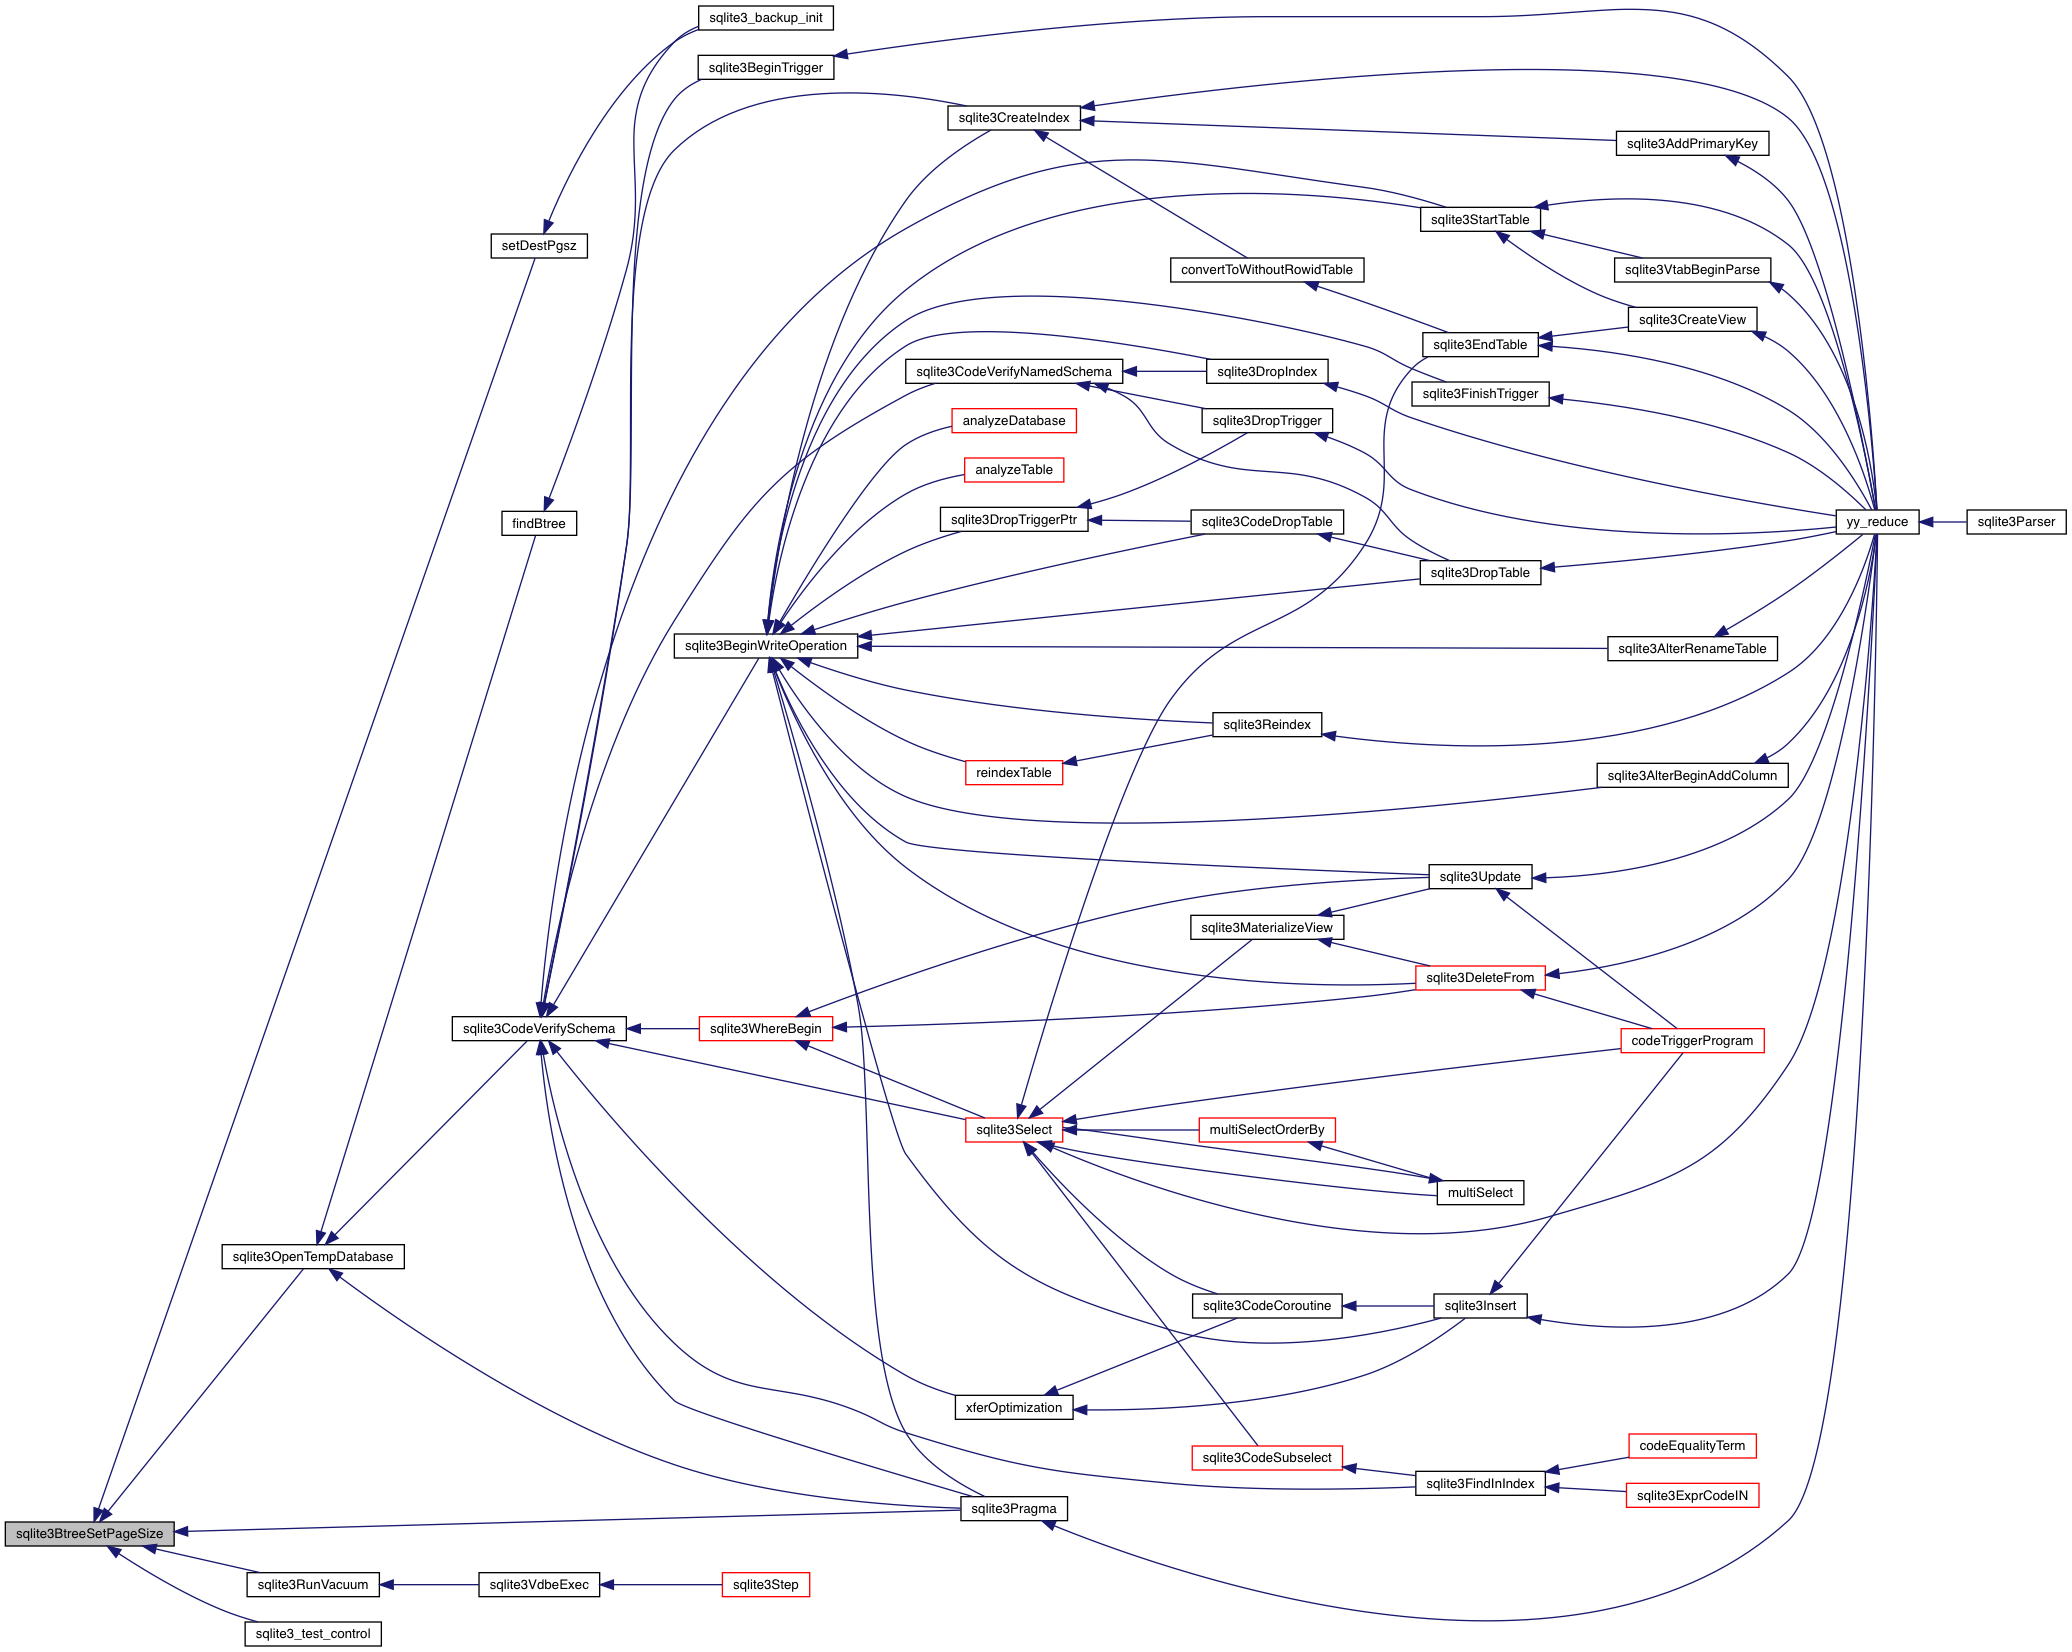 sqlite3_backup_init
sqlite3BeginTrigger
sqlite3CreateIndex
sqlite3AddPrimaryKey
sqlite3StartTable
setDestPgsz
convertToWithoutRowidTable
sqlite3VtabBeginParse
sqlite3CreateView
sqlite3EndTable
sqlite3CodeVerifyNamedSchema
sqlite3DropIndex
sqlite3FinishTrigger
analyzeDatabase
sqlite3DropTrigger
analyzeTable
findBtree
sqlite3DropTriggerPtr
sqlite3CodeDropTable
yy_reduce
sqlite3Parser
sqlite3DropTable
sqlite3BeginWriteOperation
sqlite3AlterRenameTable
sqlite3Reindex
reindexTable
sqlite3AlterBeginAddColumn
sqlite3Update
sqlite3MaterializeView
sqlite3DeleteFrom
sqlite3CodeVerifySchema
sqlite3WhereBegin
codeTriggerProgram
sqlite3Select
multiSelectOrderBy
multiSelect
sqlite3OpenTempDatabase
sqlite3CodeCoroutine
sqlite3Insert
xferOptimization
codeEqualityTerm
sqlite3CodeSubselect
sqlite3FindInIndex
sqlite3ExprCodeIN
sqlite3Pragma
sqlite3BtreeSetPageSize
sqlite3RunVacuum
sqlite3VdbeExec
sqlite3Step
sqlite3_test_control